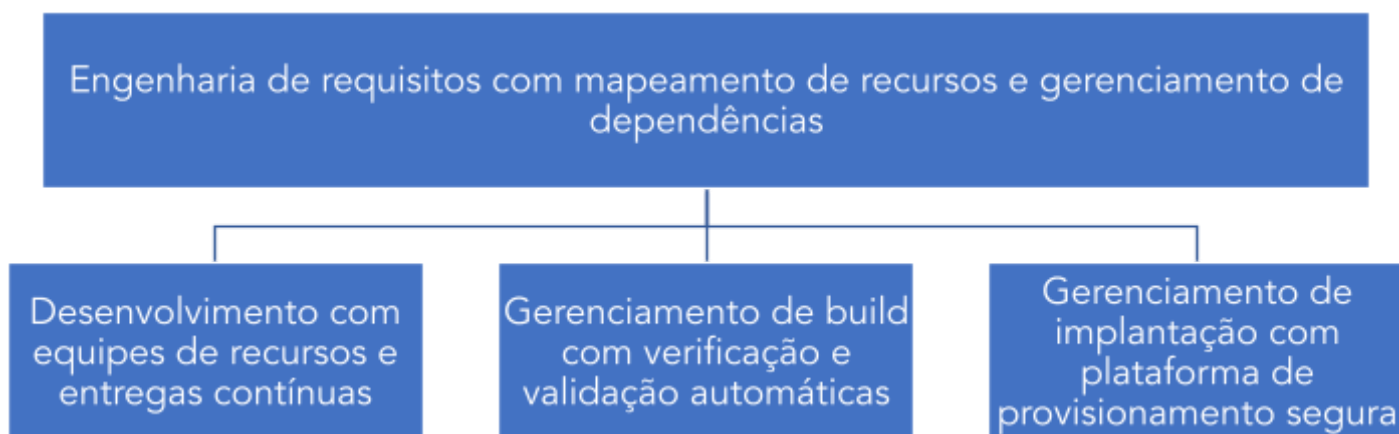 Engenharia de requisitos com mapeamento de recursos e gerenciamento de
dependências
Desenvolvimento com
equipes de recursos e
entregas contínuas
Gerenciamento de build
com verificação e
validação automáticas
Gerenciamento de
implantação com
plataforma de
provisionamento segura